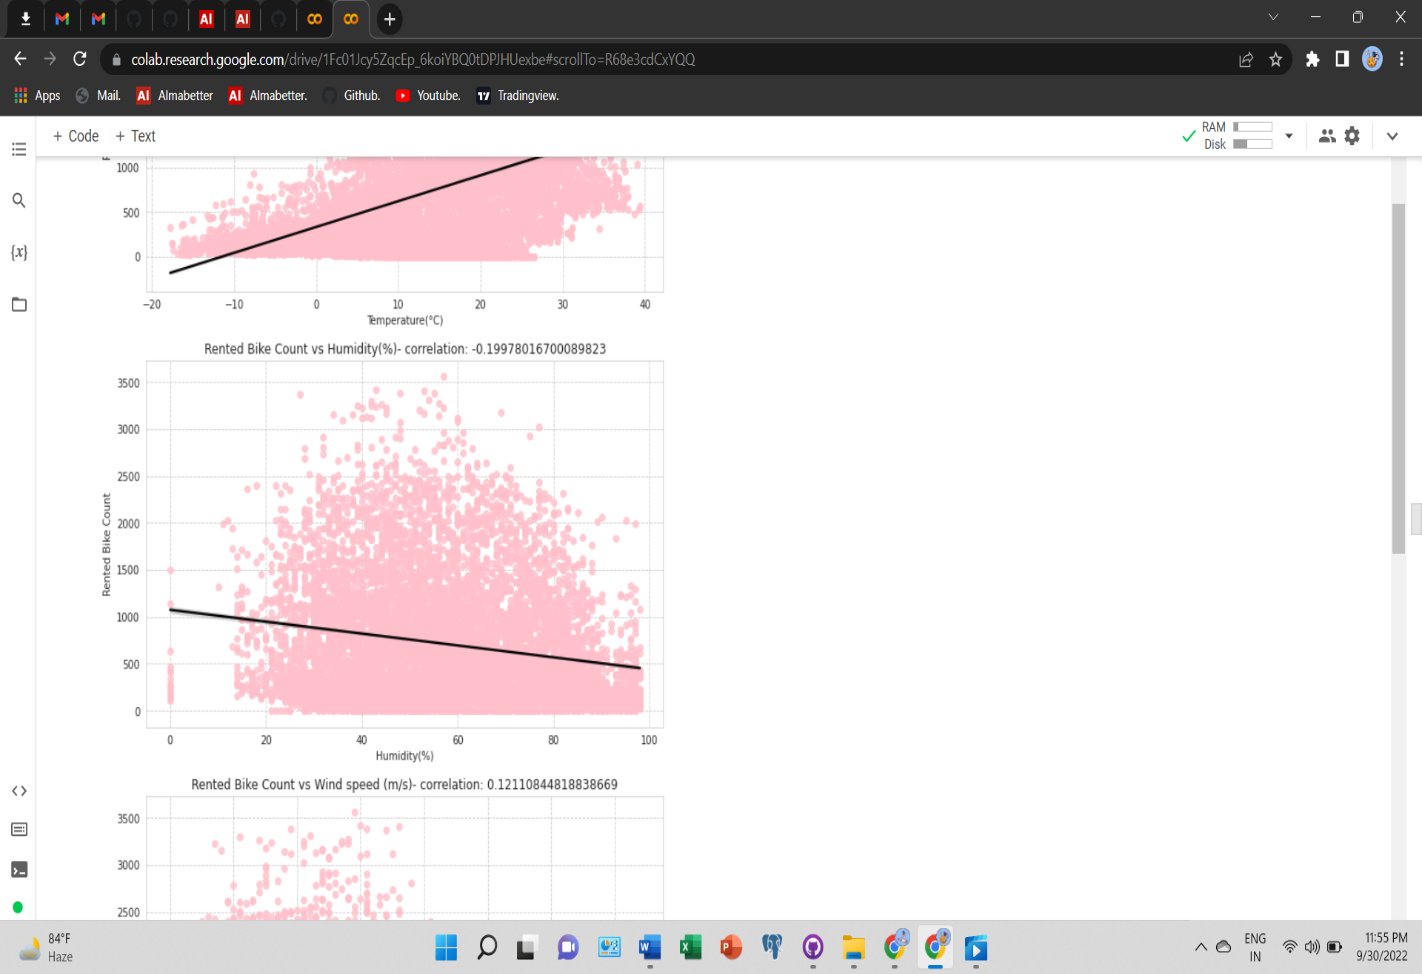 AI
AI
colab.research.google.com/drive/1Fc01Jcy5ZqcEp_6koiYBQ0tDPJHUexbe#scrollTo=R68e3cdCxYQQ
Apps Mail. AI Almabetter AI Almabetter. Github. Youtube. Tradingview.
+ Code + Text
RAM
Disk
{x}
1000
500
0
−20 −10 0 10 20 30 40
Temperature(°C)
Rented Bike Count vs Humidity(%)- correlation: -0.19978016700089823
3500
3000
2500
2000
1500
1000
500
0
Rented Bike Count
0 20 40 60 80 100
Humidity(%)
Rented Bike Count vs Wind speed (m/s)- correlation: 0.12110844818838669
3500
3000
2500
84°F
Haze
ENG
IN
11:55 PM
9/30/2022